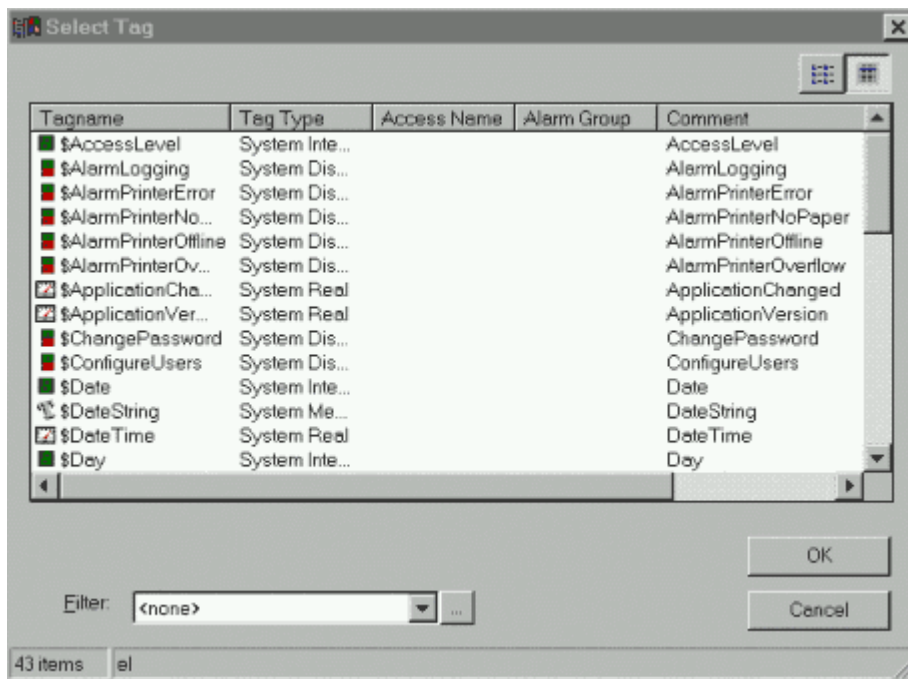 Select Tag
Tagname Tag Type Access Name Alarm Group Comment
$AccessLevel System Inte... AccessLevel
$AlarmLogging System Dis... AlarmLogging
$AlarmPrinterError System Dis... AlarmPrinterError
$AlarmPrinterNo... System Dis... AlarmPrinterNoPaper
$AlarmPrinterOffline System Dis... AlarmPrinterOffline
$AlarmPrinterOv... System Dis... AlarmPrinterOverflow
$ApplicationCha... System Real ApplicationChanged
$ApplicationVer... System Real ApplicationVersion
$ChangePassword System Dis... ChangePassword
$ConfigureUsers System Dis... ConfigureUsers
$Date System Inte... Date
$DateString System Me... DateString
$DateTime System Real DateTime
$Day System Inte... Day
OK
Filter: <none> ...
Cancel
43 items el